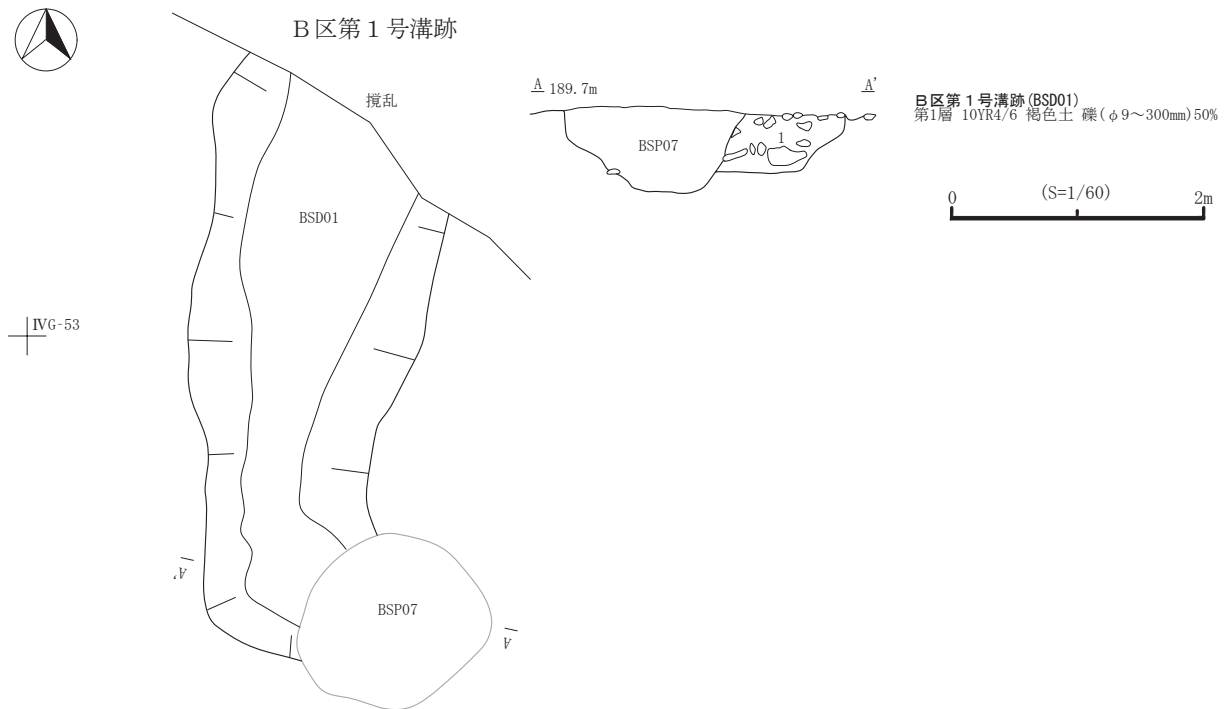 B区第1号溝跡
撹乱
BSD01
ⅣG-53
A'
BSP07
A
A 189.7m
A'
BSP07
1
B区第1号溝跡(BSD01)
第1層 10YR4/6 褐色土 礫(φ9～300mm)50%
0 (S=1/60) 2m